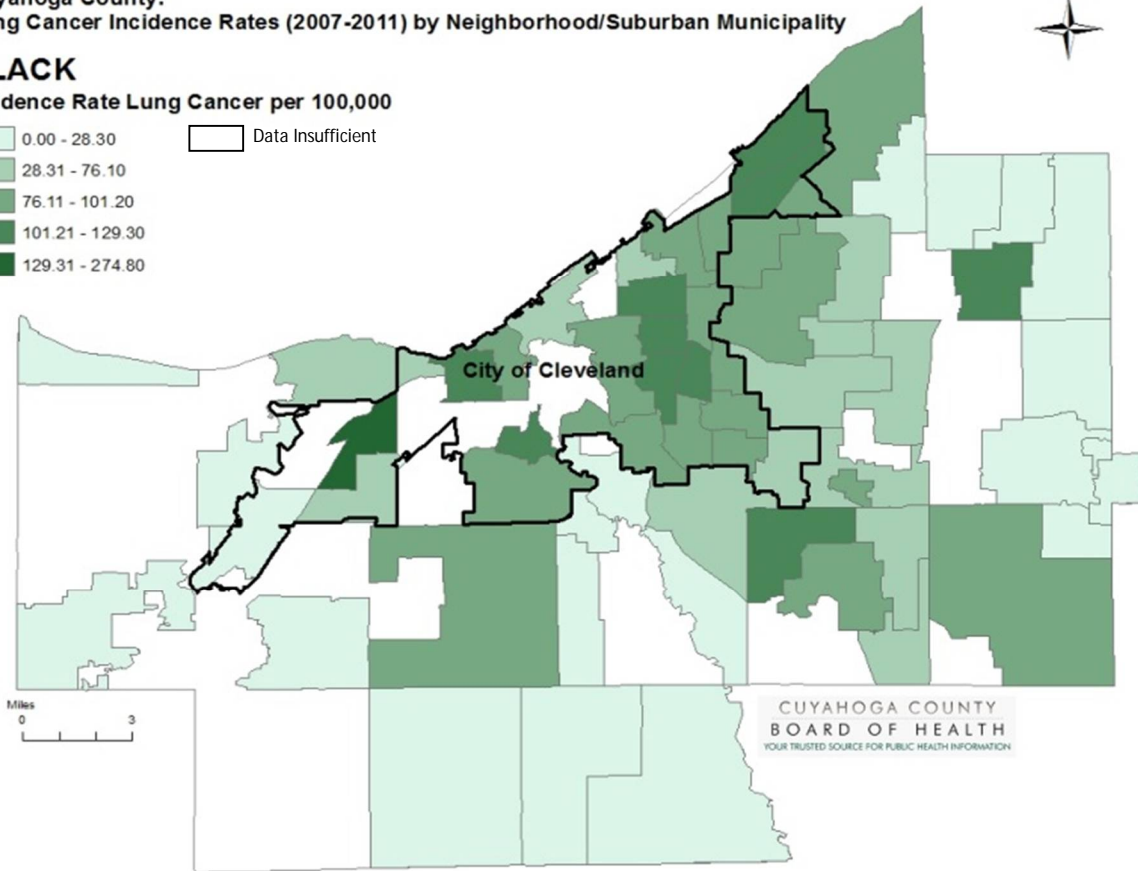 yahoga County:
ng Cancer Incidence Rates (2007-2011) by Neighborhood/Suburban Municipality
LACK
idence Rate Lung Cancer per 100,000
0.00 - 28.30
Data Insufficient
28.31 - 76.10
76.11 - 101.20
101.21 - 129.30
129.31 - 274.80
City of Cleveland
Miles
0 3
CUYAHOGA COUNTY
BOARD OF HEALTH
YOUR TRUSTED SOURCE FOR PUBLIC HEALTH INFORMATION